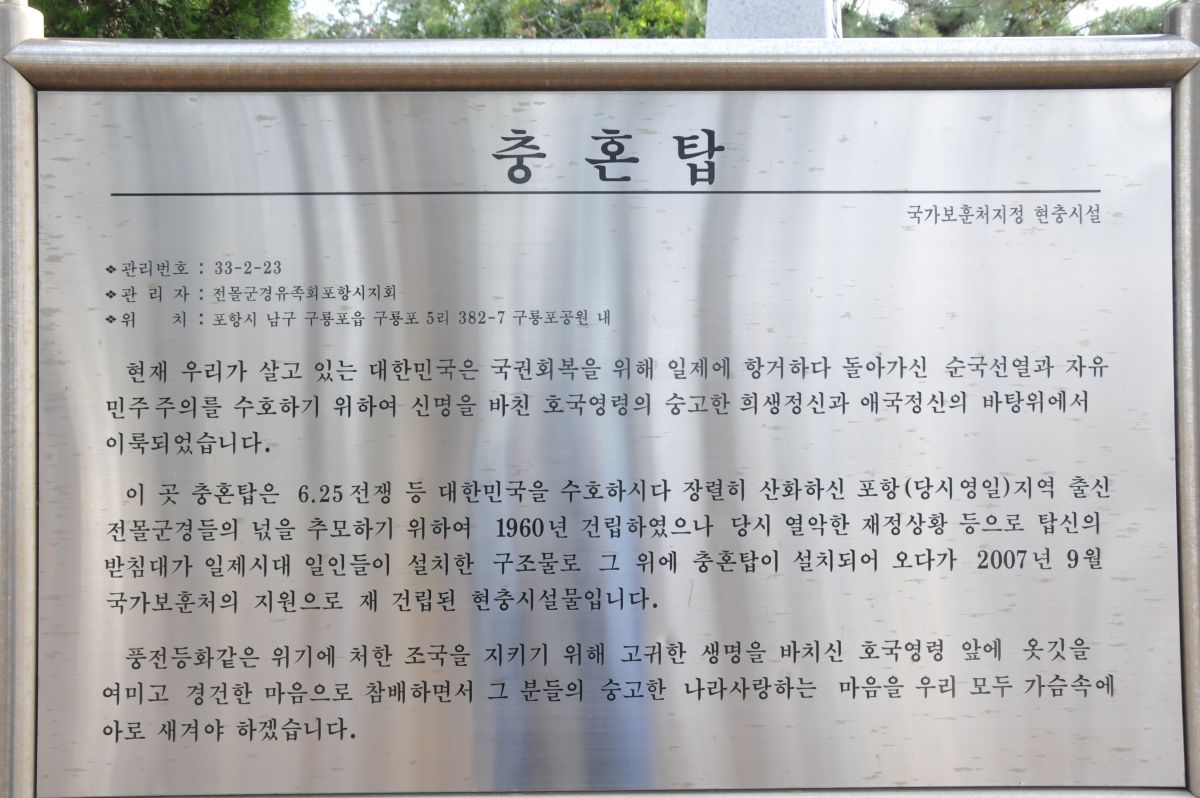 충혼탑
국가보훈처지정 현충시설
❖관리번호 : 33-2-23
❖관 리 자 : 전몰군경유족회포항시지회
❖위 치 : 포항시 남구 구룡포읍 구룡포 5리 382-7 구룡포공원 내
현재 우리가 살고 있는 대한민국은 국권회복을 위해 일제에 항거하다 돌아가신 순국선열과 자유
민주주의를 수호하기 위하여 신명을 바친 호국영령의 숭고한 희생정신과 애국정신의 바탕위에서
이룩되었습니다.
이 곳 충혼탑은 6.25전쟁 등 대한민국을 수호하시다 장렬히 산화하신 포항(당시영일)지역 출신
전몰군경들의 넋을 추모하기 위하여 1960년 건립하였으나 당시 열악한 재정상황 등으로 탑신의
받침대가 일제시대 일인들이 설치한 구조물로 그 위에 충혼탑이 설치되어 오다가 2007년 9월
국가보훈처의 지원으로 재 건립된 현충시설물입니다.
풍전등화같은 위기에 처한 조국을 지키기 위해 고귀한 생명을 바치신 호국영령 앞에 옷깃을
여미고 경건한 마음으로 참배하면서 그 분들의 숭고한 나라사랑하는 마음을 우리 모두 가슴속에
아로 새겨야 하겠습니다.